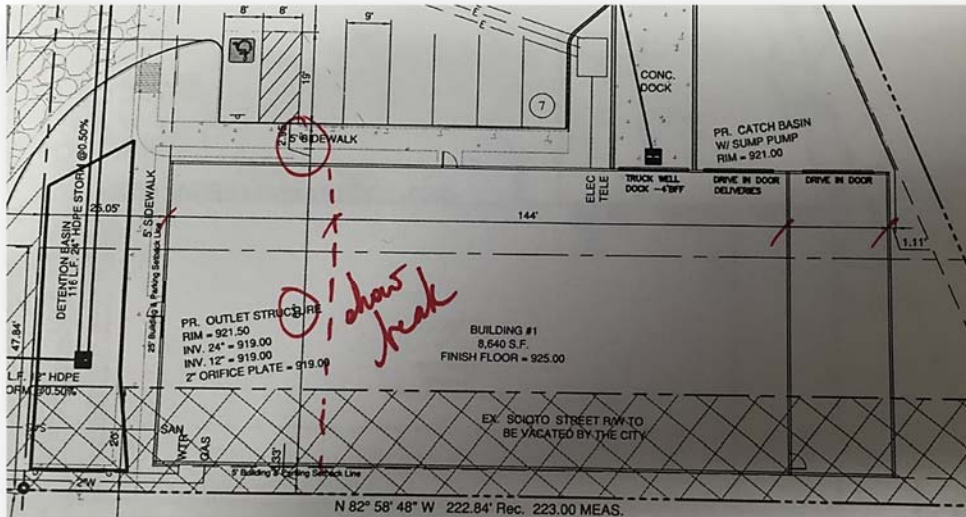 8'
8'
9'
19'
E
E
7
CONC.
DOCK
PR. CATCH BASIN
W/ SUMP PUMP
RIM = 921.00
5' SIDEWALK
ELEC
TELE
TRUCK WELL
DOCK -4'BFF
DRIVE IN DOOR
DELIVERIES
DRIVE IN DOOR
25.05'
144'
1.11'
5' SIDEWALK
25' Building & Parking Setback Line
DETENTION BASIN
116 L.F. 24" HDPE STORM @0.50%
47.84'
show
break
PR. OUTLET STRUCTURE
RIM = 921.50
INV. 24" = 919.00
INV. 12" = 919.00
2" ORIFICE PLATE = 919.00
BUILDING #1
8,640 S.F.
FINISH FLOOR = 925.00
L.F. 12" HDPE
@0.50%
EX. SCIOTO STREET R/W TO
BE VACATED BY THE CITY
SAN
WTR
GAS
26'
5' Building & Parking Setback Line
2"W
N 82° 58' 48" W 222.84' Rec. 223.00 MEAS.